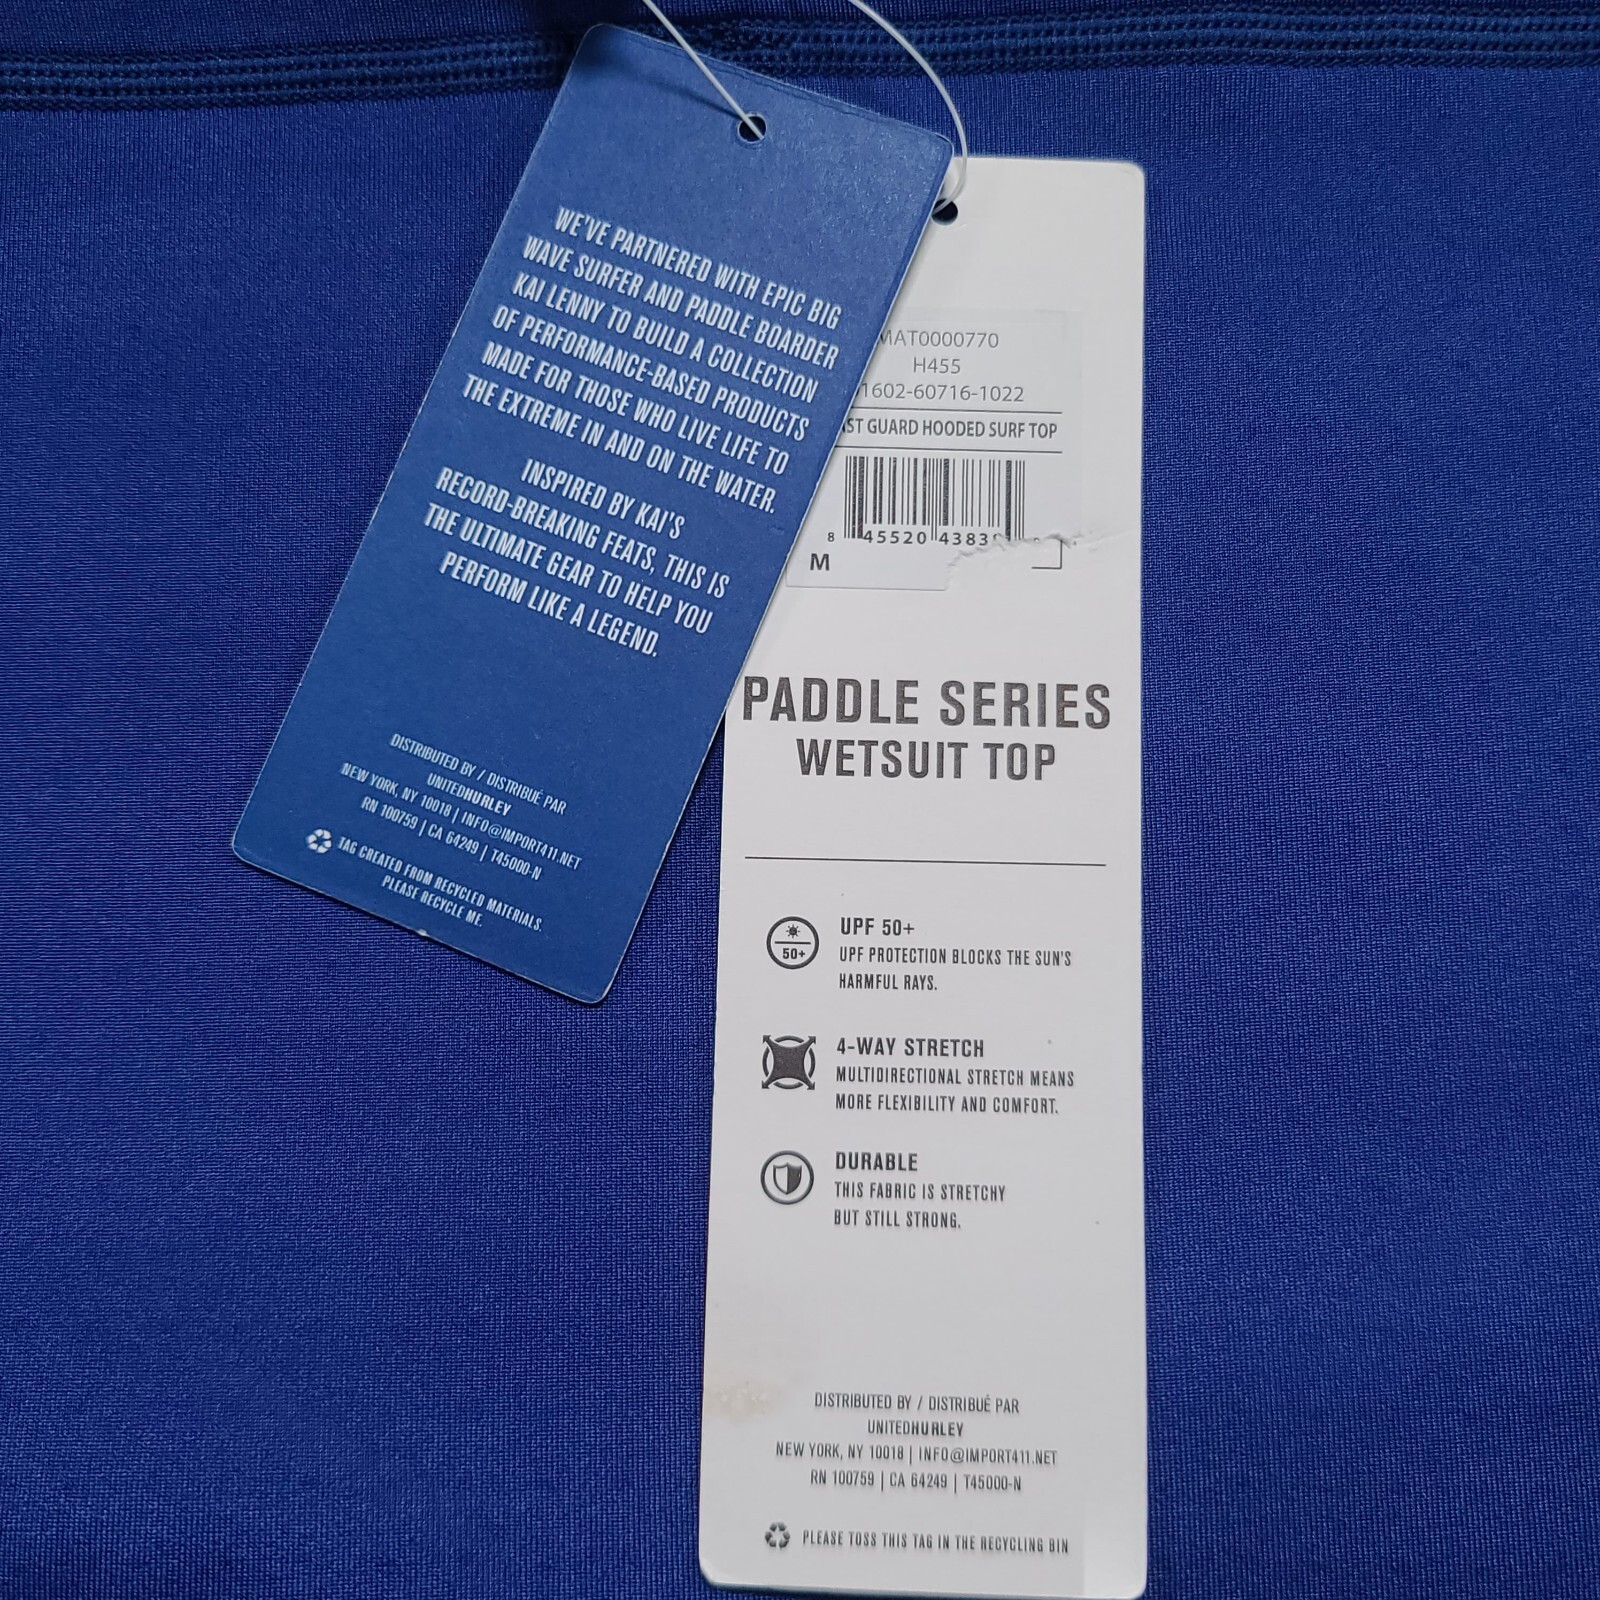 WE'VE PARTNERED WITH EPIC BIG
WAVE SURFER AND PADDLE BOARDER
KAI LENNY TO BUILD A COLLECTION
OF PERFORMANCE-BASED PRODUCTS
MADE FOR THOSE WHO LIVE LIFE TO
THE EXTREME IN AND ON THE WATER.
INSPIRED BY KAI'S
RECORD-BREAKING FEATS, THIS IS
THE ULTIMATE GEAR TO HELP YOU
PERFORM LIKE A LEGEND.
DISTRIBUTED BY / DISTRIBUÉ PAR
UNITEDHURLEY
NEW YORK, NY 10018 | INFO@IMPORT411.NET
RN 100759 | CA 64249 | T45000-N
TAG CREATED FROM RECYCLED MATERIALS.
PLEASE RECYCLE ME.
MAT0000770
H455
1602-60716-1022
GUARD HOODED SURF TOP
8 45520 4383
M
PADDLE SERIES
WETSUIT TOP
50+
UPF 50+
UPF PROTECTION BLOCKS THE SUN'S
HARMFUL RAYS.
4-WAY STRETCH
MULTIDIRECTIONAL STRETCH MEANS
MORE FLEXIBILITY AND COMFORT.
DURABLE
THIS FABRIC IS STRETCHY
BUT STILL STRONG.
DISTRIBUTED BY / DISTRIBUÉ PAR
UNITEDHURLEY
NEW YORK, NY 10018 | INFO@IMPORT411.NET
RN 100759 | CA 64249 | T45000-N
PLEASE TOSS THIS TAG IN THE RECYCLING BIN